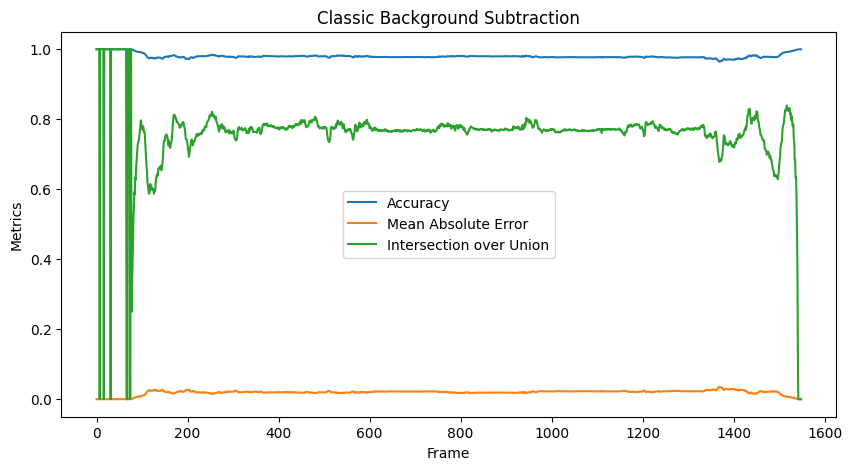 Classic Background Subtraction
Metrics
1.0
0.8
0.6
0.4
0.2
0.0
Accuracy
Mean Absolute Error
Intersection over Union
0 200 400 600 800 1000 1200 1400 1600
Frame